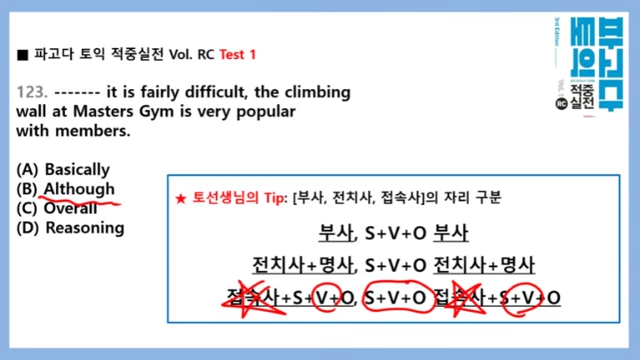 ■ 파고다 토익 적중실전 Vol. RC Test 1
123. ------- it is fairly difficult, the climbing
wall at Masters Gym is very popular
with members.
(A) Basically
(B) Although
(C) Overall
(D) Reasoning
★ 토선생님의 Tip: [부사, 전치사, 접속사]의 자리 구분
부사, S+V+O 부사
전치사+명사, S+V+O 전치사+명사
접속사+S+V+O, S+V+O 접속사+S+V+O
3rd Edition
파고다
토익
적중
실전
Vol. 1
RC